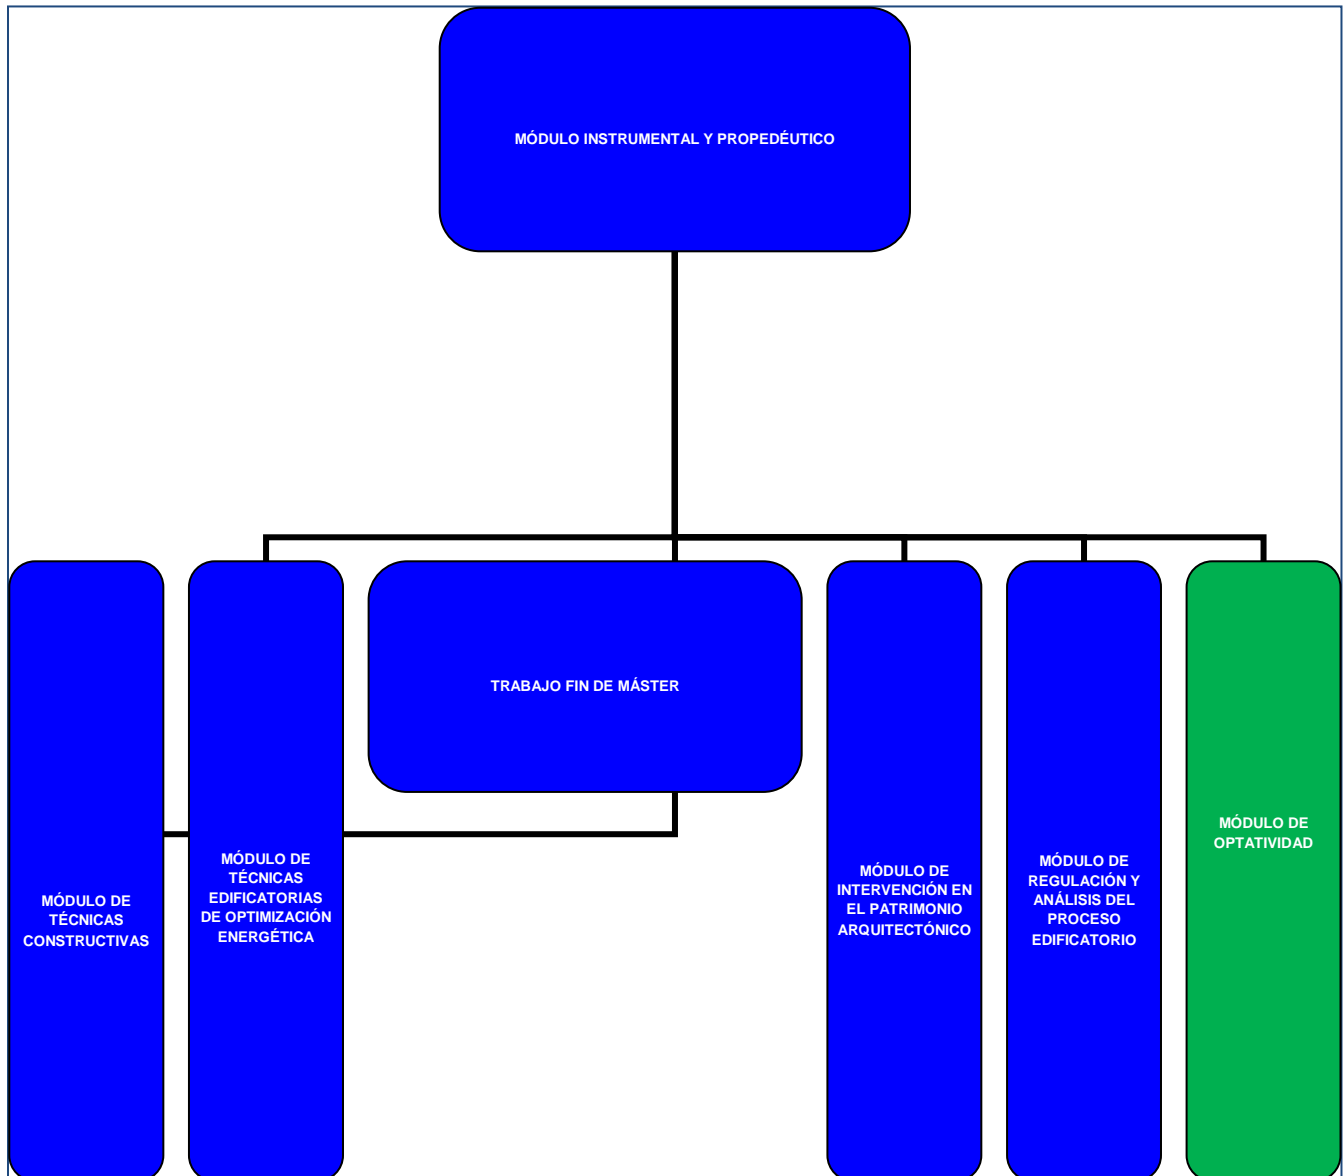 MÓDULO INSTRUMENTAL Y PROPEDÉUTICO
MÓDULO DE
TÉCNICAS
CONSTRUCTIVAS
MÓDULO DE
TÉCNICAS
EDIFICATORIAS
DE OPTIMIZACIÓN
ENERGÉTICA
TRABAJO FIN DE MÁSTER
MÓDULO DE
INTERVENCIÓN EN
EL PATRIMONIO
ARQUITECTÓNICO
MÓDULO DE
REGULACIÓN Y
ANÁLISIS DEL
PROCESO
EDIFICATORIO
MÓDULO DE
OPTATIVIDAD